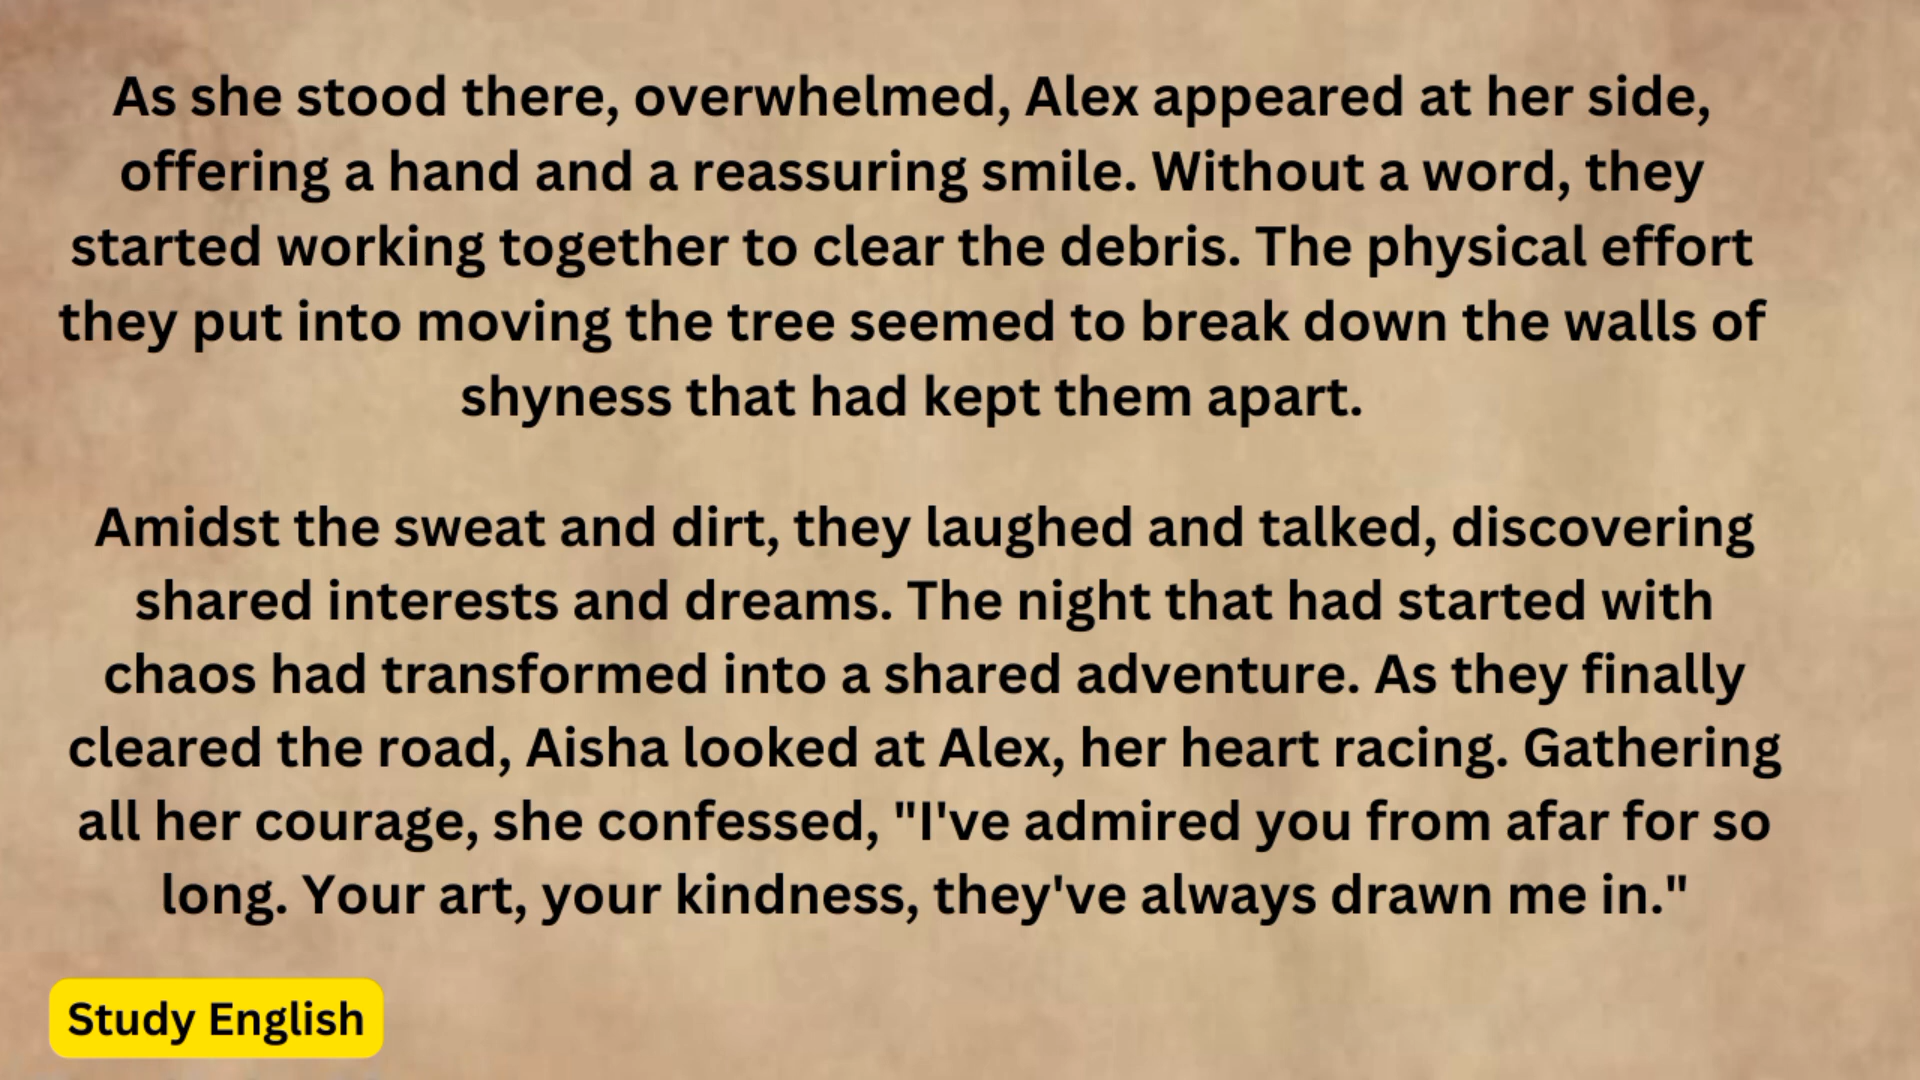 As she stood there, overwhelmed, Alex appeared at her side,
offering a hand and a reassuring smile. Without a word, they
started working together to clear the debris. The physical effort
they put into moving the tree seemed to break down the walls of
shyness that had kept them apart.
Amidst the sweat and dirt, they laughed and talked, discovering
shared interests and dreams. The night that had started with
chaos had transformed into a shared adventure. As they finally
cleared the road, Aisha looked at Alex, her heart racing. Gathering
all her courage, she confessed, "I've admired you from afar for so
long. Your art, your kindness, they've always drawn me in."
Study English